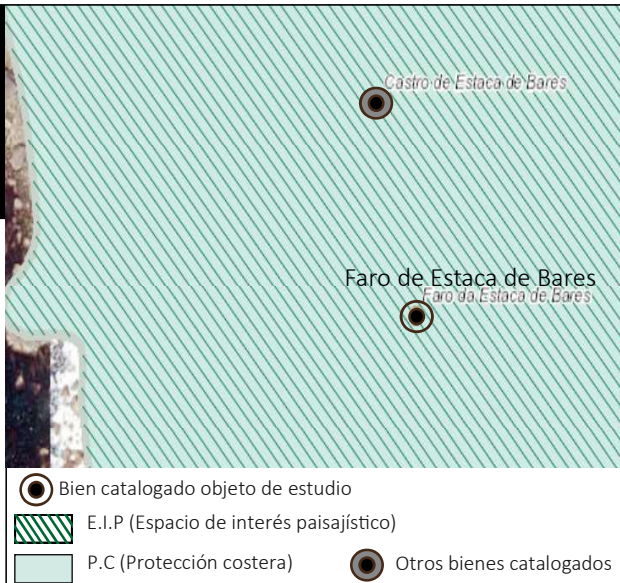 Castro de Estaca de Bares
Faro de Estaca de Bares
Faro da Estaca de Bares
Bien catalogado objeto de estudio
E.I.P (Espacio de interés paisajístico)
P.C (Protección costera)
Otros bienes catalogados